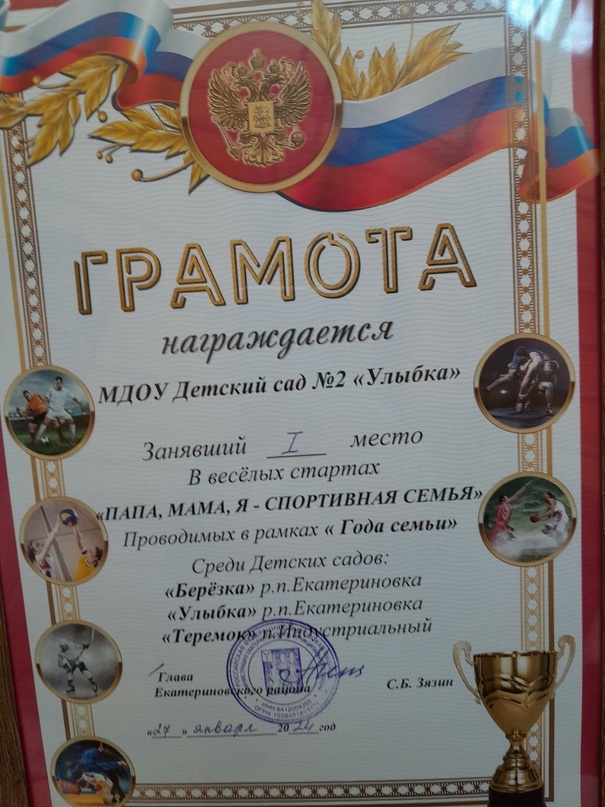 ГРАМОТА
награждается
МДОУ Детский сад №2 «Улыбка»
Занявший I место
В весёлых стартах
«ПАПА, МАМА, Я - СПОРТИВНАЯ СЕМЬЯ»
Проводимых в рамках « Года семьи»
Среди Детских садов:
«Берёзка» р.п.Екатериновка
«Улыбка» р.п.Екатериновка
«Теремок» п.Индустриальный
Глава
Екатериновского района С.Б. Зязин
«27» января 2024 год